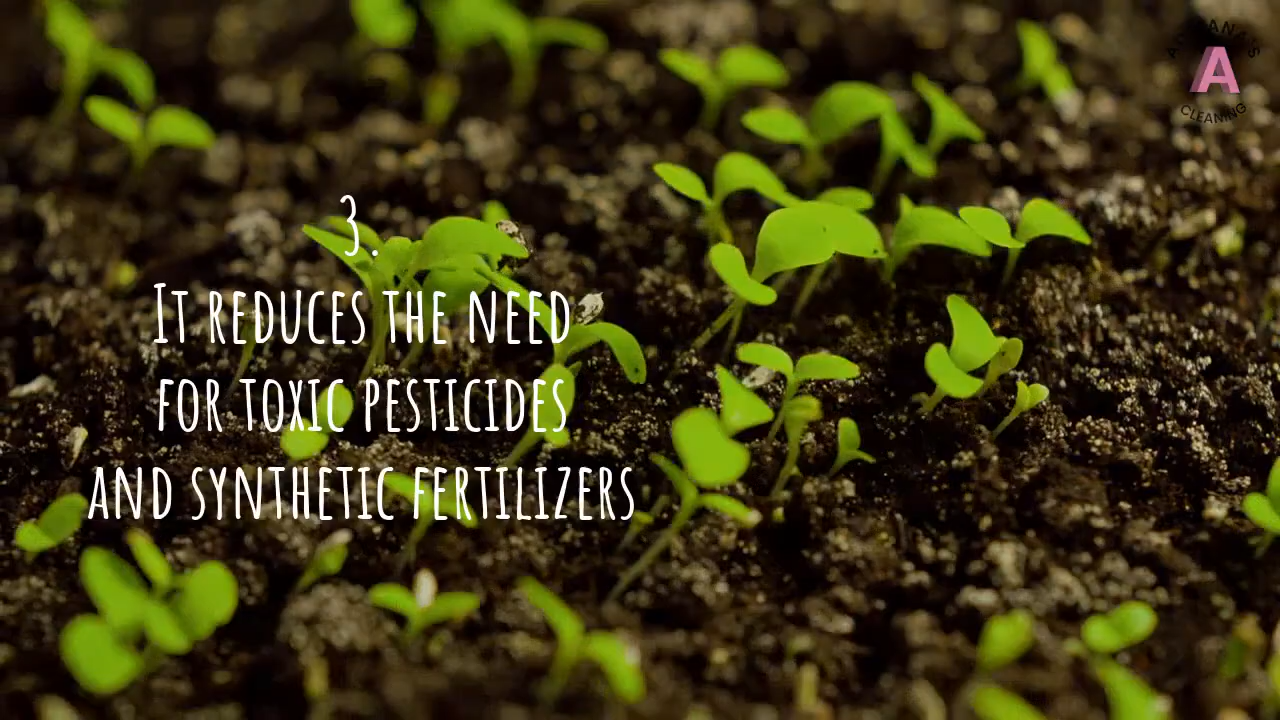 3.
It reduces the need
for toxic pesticides
and synthetic fertilizers
A
CLEANING